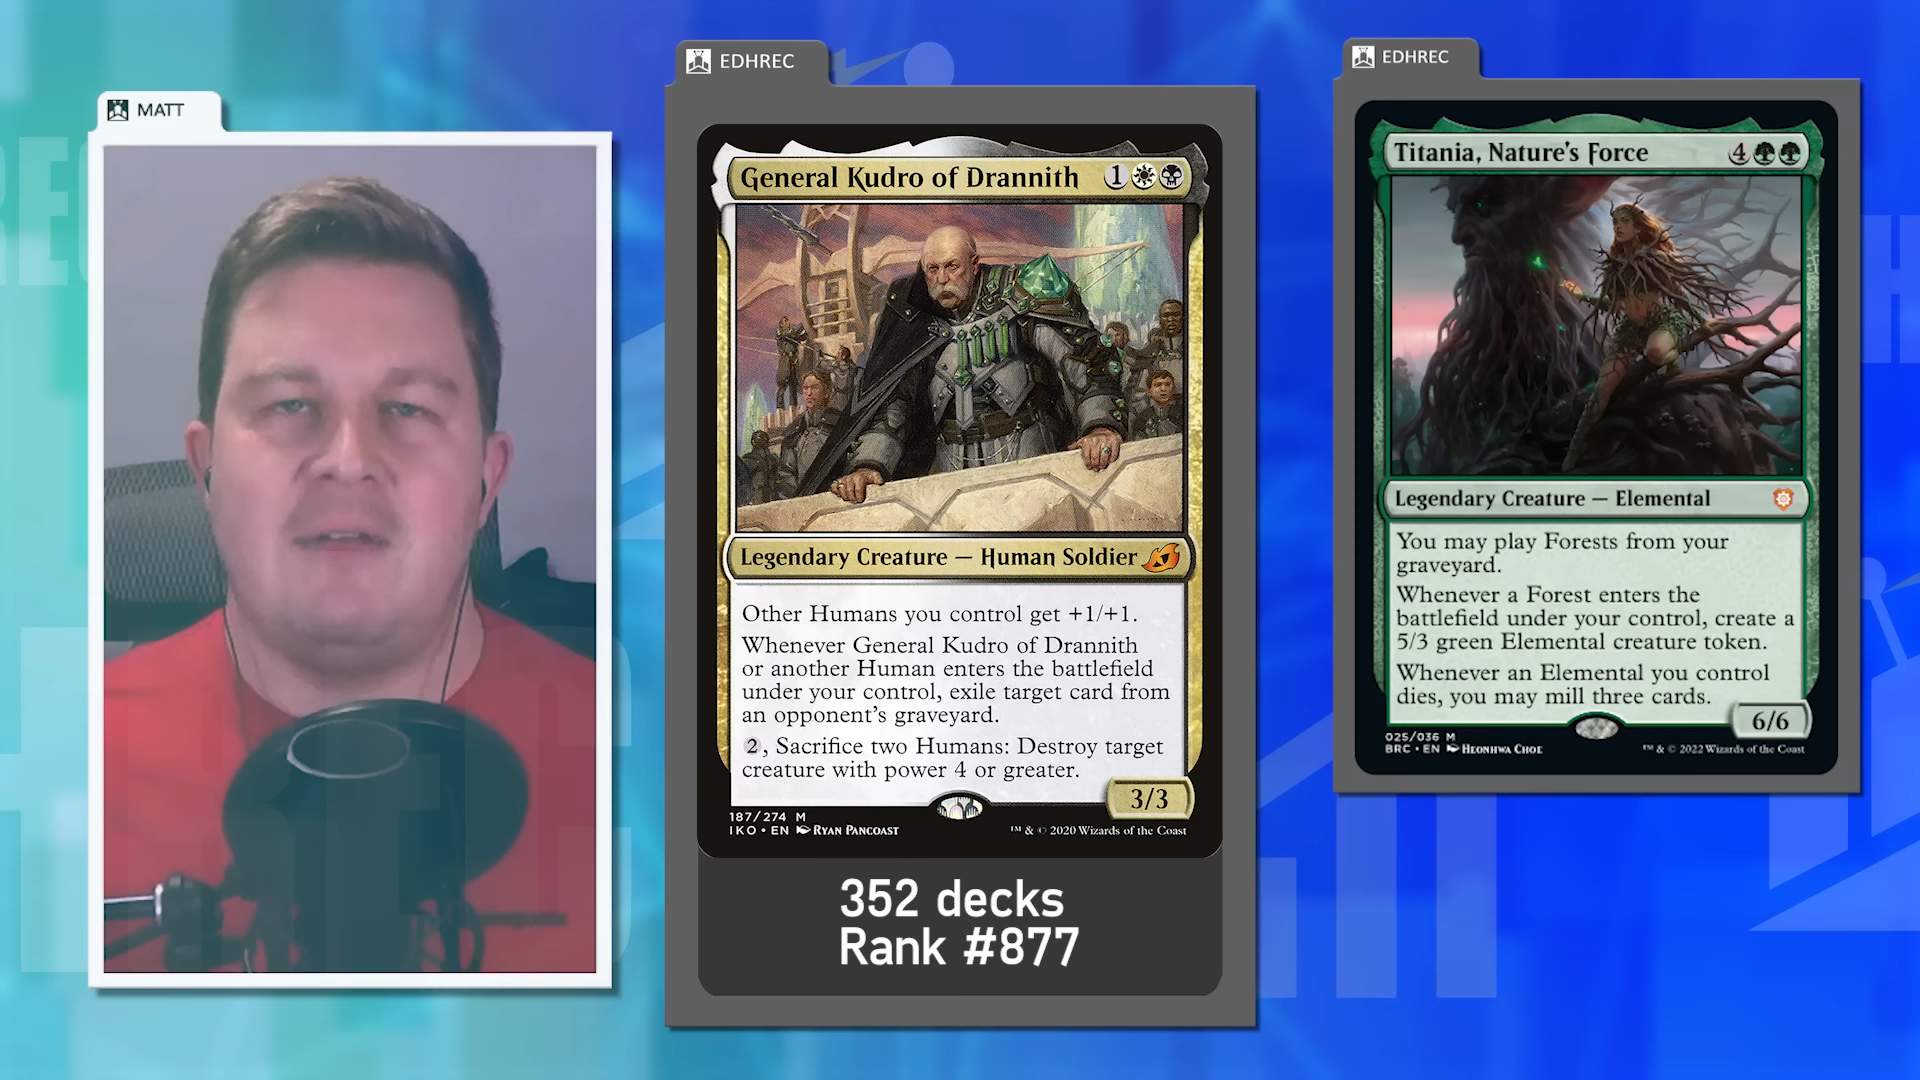 MATT
EDHREC
General Kudro of Drannith 1
Legendary Creature — Human Soldier
Other Humans you control get +1/+1.
Whenever General Kudro of Drannith
or another Human enters the battlefield
under your control, exile target card from
an opponent's graveyard.
2, Sacrifice two Humans: Destroy target
creature with power 4 or greater.
3/3
187/274 M
IKO • EN Ryan Pancoast
™ & © 2020 Wizards of the Coast
352 decks
Rank #877
EDHREC
Titania, Nature's Force 4
Legendary Creature — Elemental
You may play Forests from your
graveyard.
Whenever a Forest enters the
battlefield under your control, create a
5/3 green Elemental creature token.
Whenever an Elemental you control
dies, you may mill three cards.
6/6
025/036 M
BRC • EN Heonhwa Choe
™ & © 2022 Wizards of the Coast